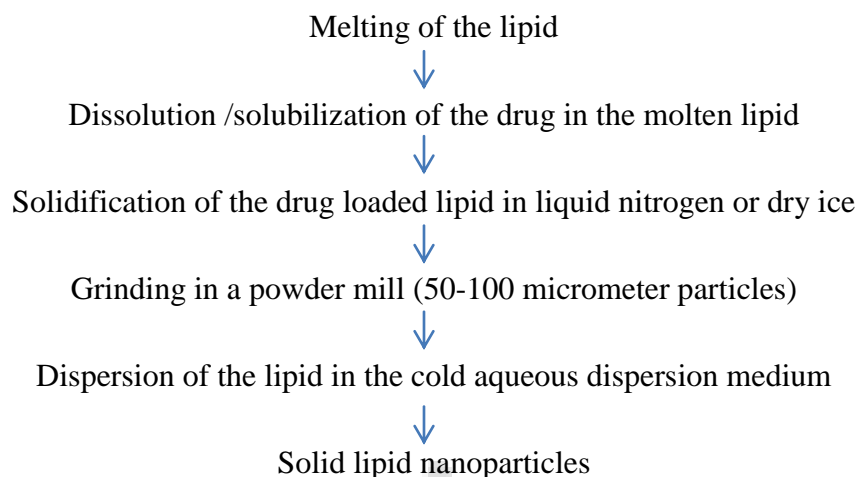 Melting of the lipid
Dissolution /solubilization of the drug in the molten lipid
Solidification of the drug loaded lipid in liquid nitrogen or dry ice
Grinding in a powder mill (50-100 micrometer particles)
Dispersion of the lipid in the cold aqueous dispersion medium
Solid lipid nanoparticles